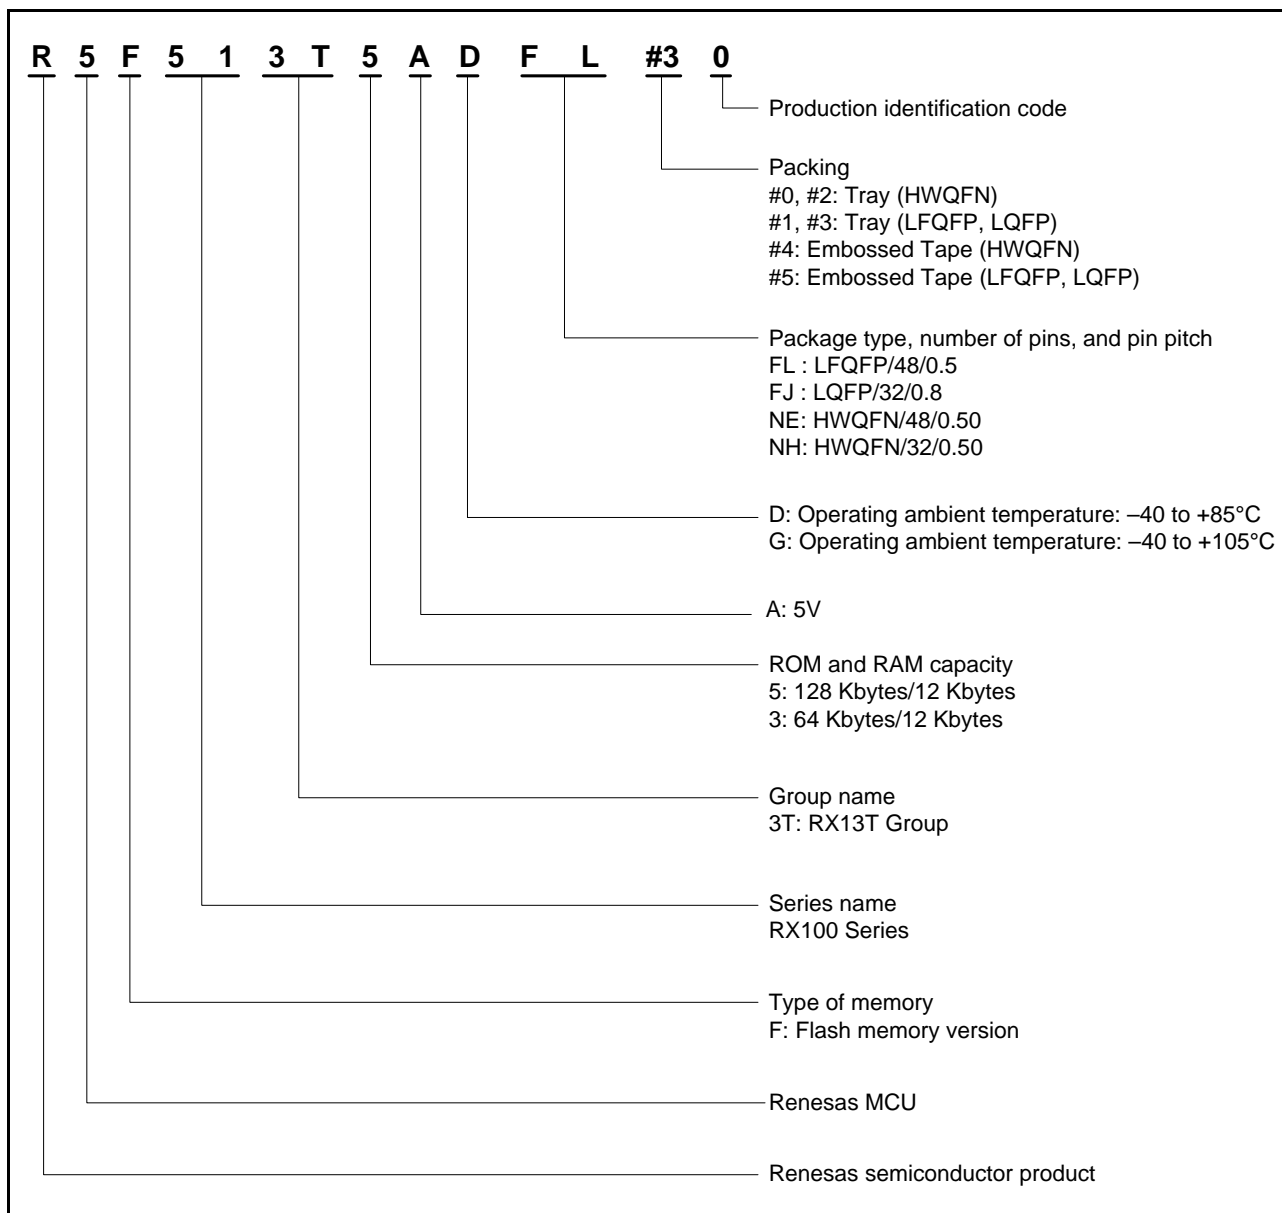 R 5 F 5 1 3 T 5 A D F L #3 0
Production identification code
Packing
#0, #2: Tray (HWQFN)
#1, #3: Tray (LFQFP, LQFP)
#4: Embossed Tape (HWQFN)
#5: Embossed Tape (LFQFP, LQFP)
Package type, number of pins, and pin pitch
FL : LFQFP/48/0.5
FJ : LQFP/32/0.8
NE: HWQFN/48/0.50
NH: HWQFN/32/0.50
D: Operating ambient temperature: –40 to +85°C
G: Operating ambient temperature: –40 to +105°C
A: 5V
ROM and RAM capacity
5: 128 Kbytes/12 Kbytes
3: 64 Kbytes/12 Kbytes
Group name
3T: RX13T Group
Series name
RX100 Series
Type of memory
F: Flash memory version
Renesas MCU
Renesas semiconductor product